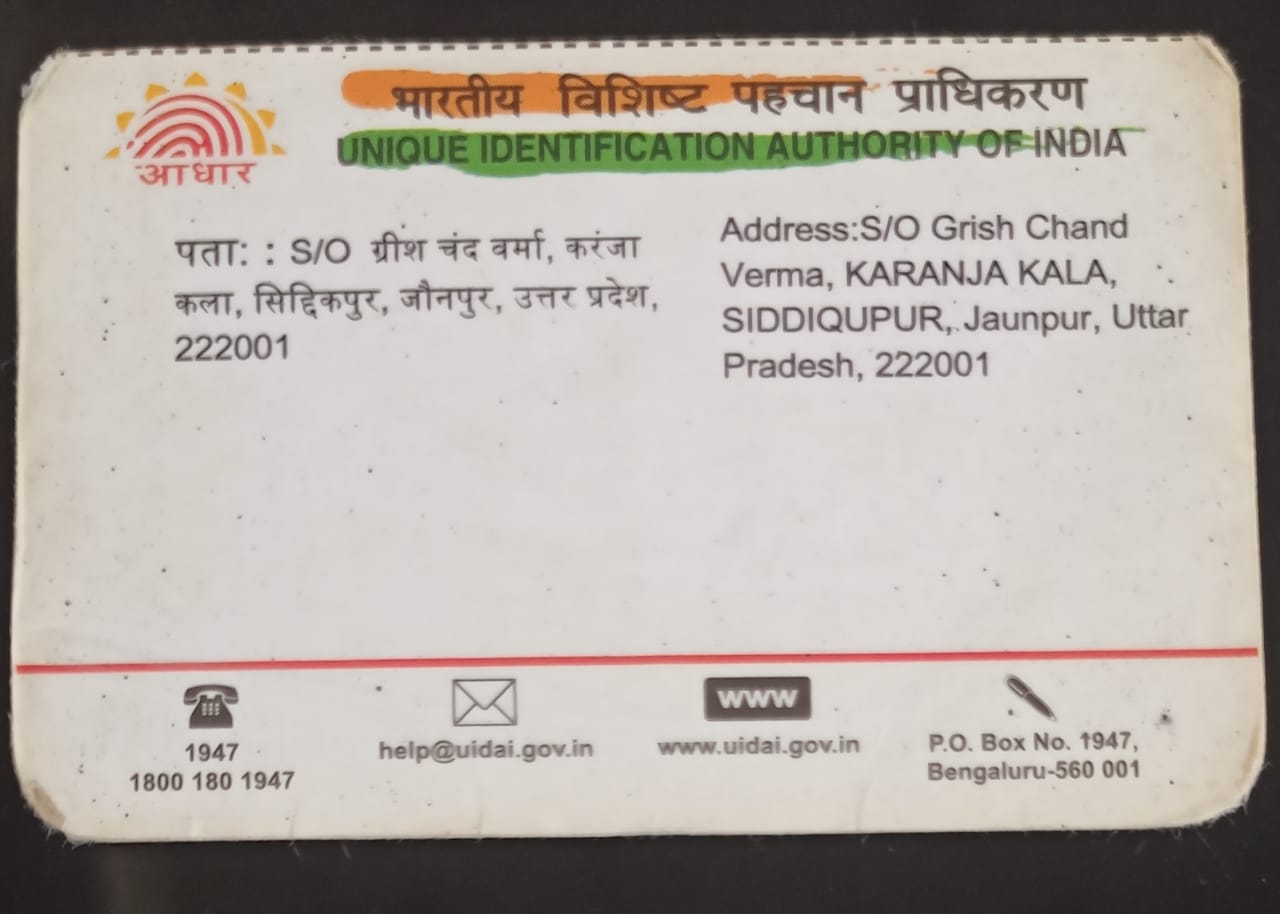 आधार
भारतीय विशिष्ट पहचान प्राधिकरण
UNIQUE IDENTIFICATION AUTHORITY OF INDIA
पता: : S/O ग्रीश चंद वर्मा, करंजा
कला, सिद्दिकपुर, जौनपुर, उत्तर प्रदेश,
222001
Address:S/O Grish Chand
Verma, KARANJA KALA,
SIDDIQUPUR, Jaunpur, Uttar
Pradesh, 222001
1947
1800 180 1947
help@uidai.gov.in
www
www.uidai.gov.in
P.O. Box No. 1947,
Bengaluru-560 001